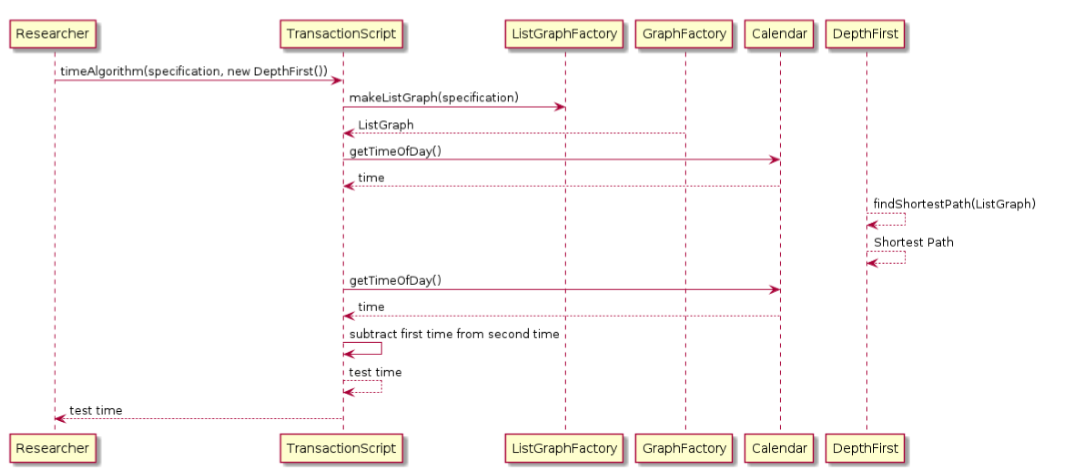 Researcher TransactionScript ListGraphFactory GraphFactory Calendar DepthFirst
timeAlgorithm(specification, new DepthFirst())
makeListGraph(specification)
ListGraph
getTimeOfDay()
time
findShortestPath(ListGraph)
Shortest Path
getTimeOfDay()
time
subtract first time from second time
test time
test time
Researcher TransactionScript ListGraphFactory GraphFactory Calendar DepthFirst